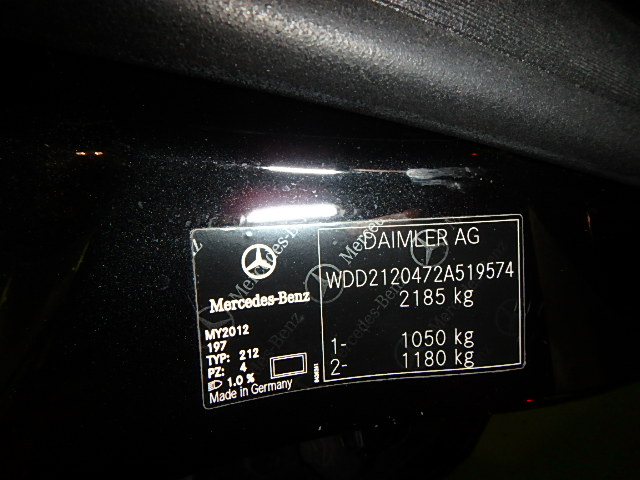 Mercedes-Benz
MY2012
197
TYP: 212
PZ: 4
1.0 %
Made in Germany
DAIMLER AG
WDD2120472A519574
2185 kg
1- 1050 kg
2- 1180 kg